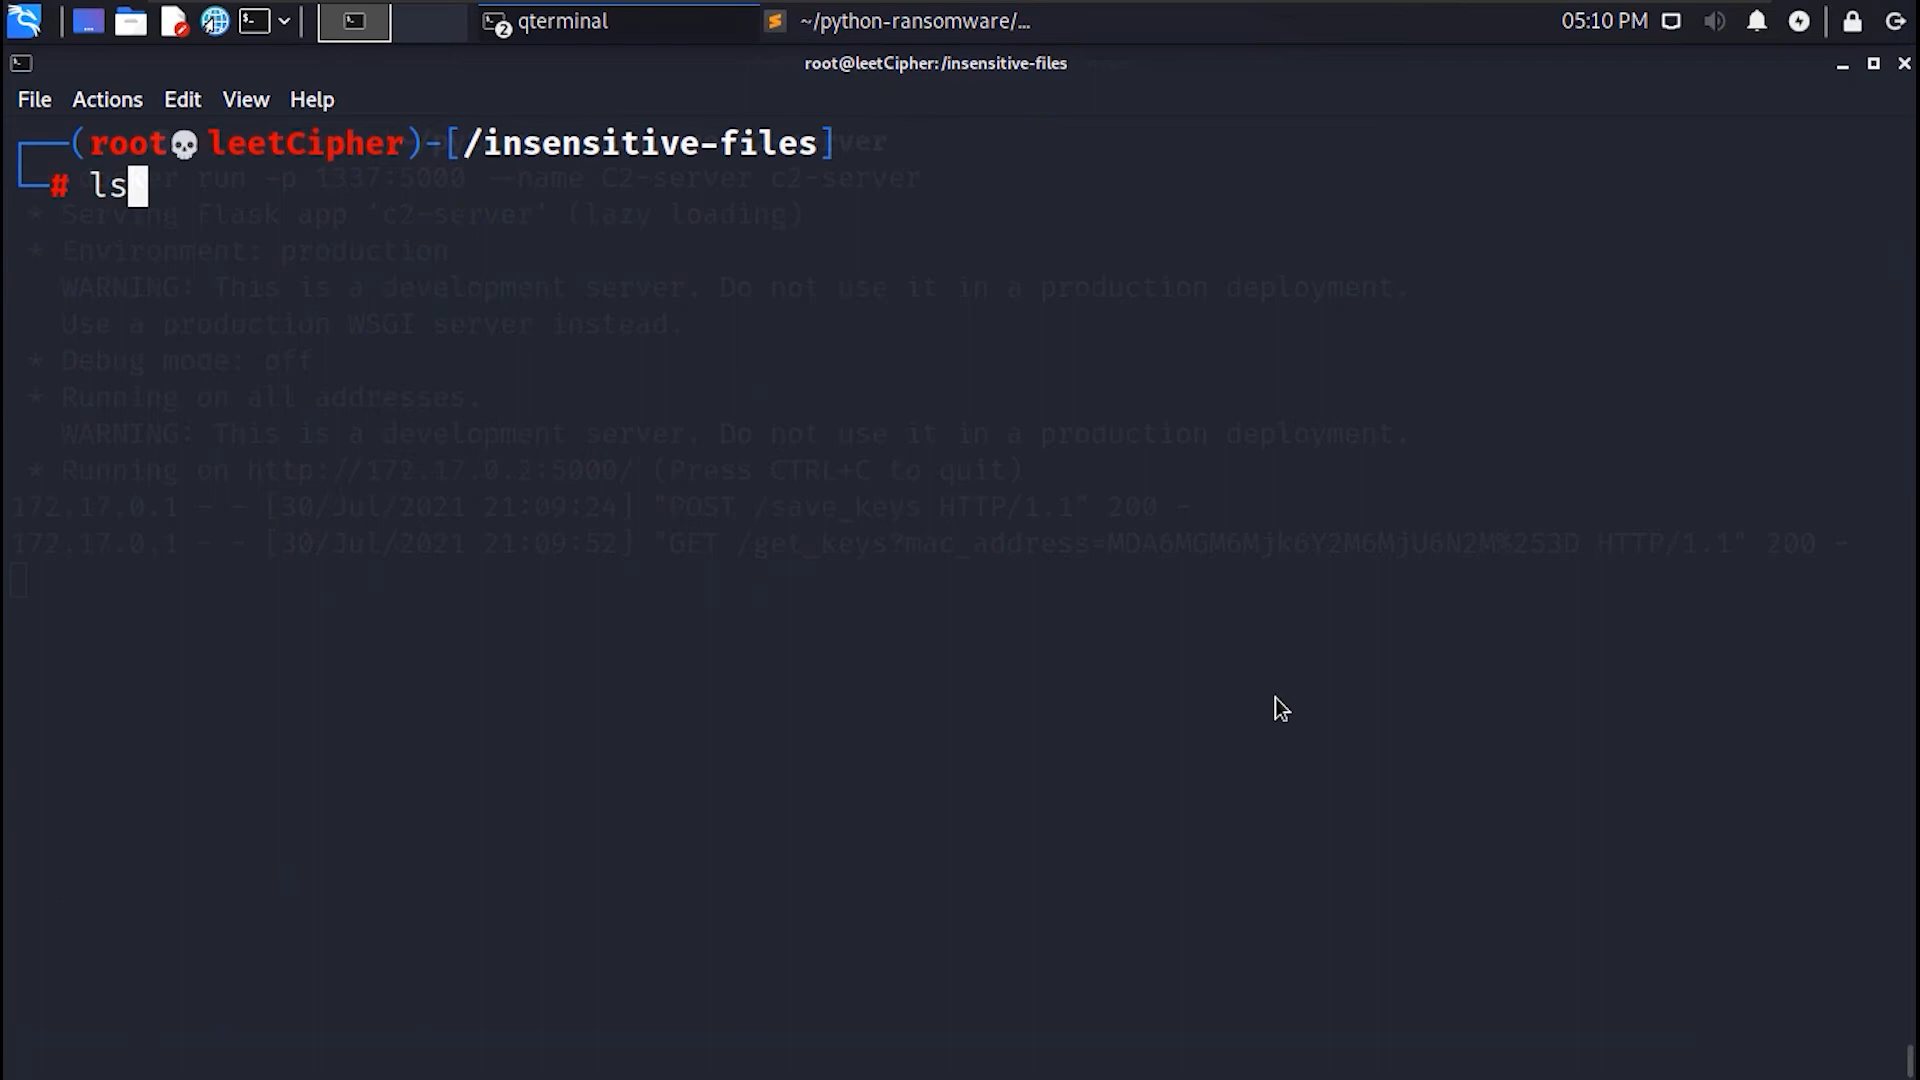 qterminal
~/python-ransomware/...
05:10 PM
root@leetCipher:/insensitive-files
File Actions Edit View Help
(root💀leetCipher)-[/insensitive-files]
# ls
run -p 1337:5000 --name C2-server c2-server
* Serving Flask app 'c2-server' (lazy loading)
* Environment: production
WARNING: This is a development server. Do not use it in a production deployment.
Use a production WSGI server instead.
* Debug mode: off
* Running on all addresses.
WARNING: This is a development server. Do not use it in a production deployment.
* Running on http://172.17.0.2:5000/ (Press CTRL+C to quit)
172.17.0.1 - - [30/Jul/2021 21:09:24] "POST /save_keys HTTP/1.1" 200 -
172.17.0.1 - - [30/Jul/2021 21:09:52] "GET /get_keys?mac_address=MDA6MGM6Mjk6Y2M6MjU6N2M%253D HTTP/1.1" 200 -